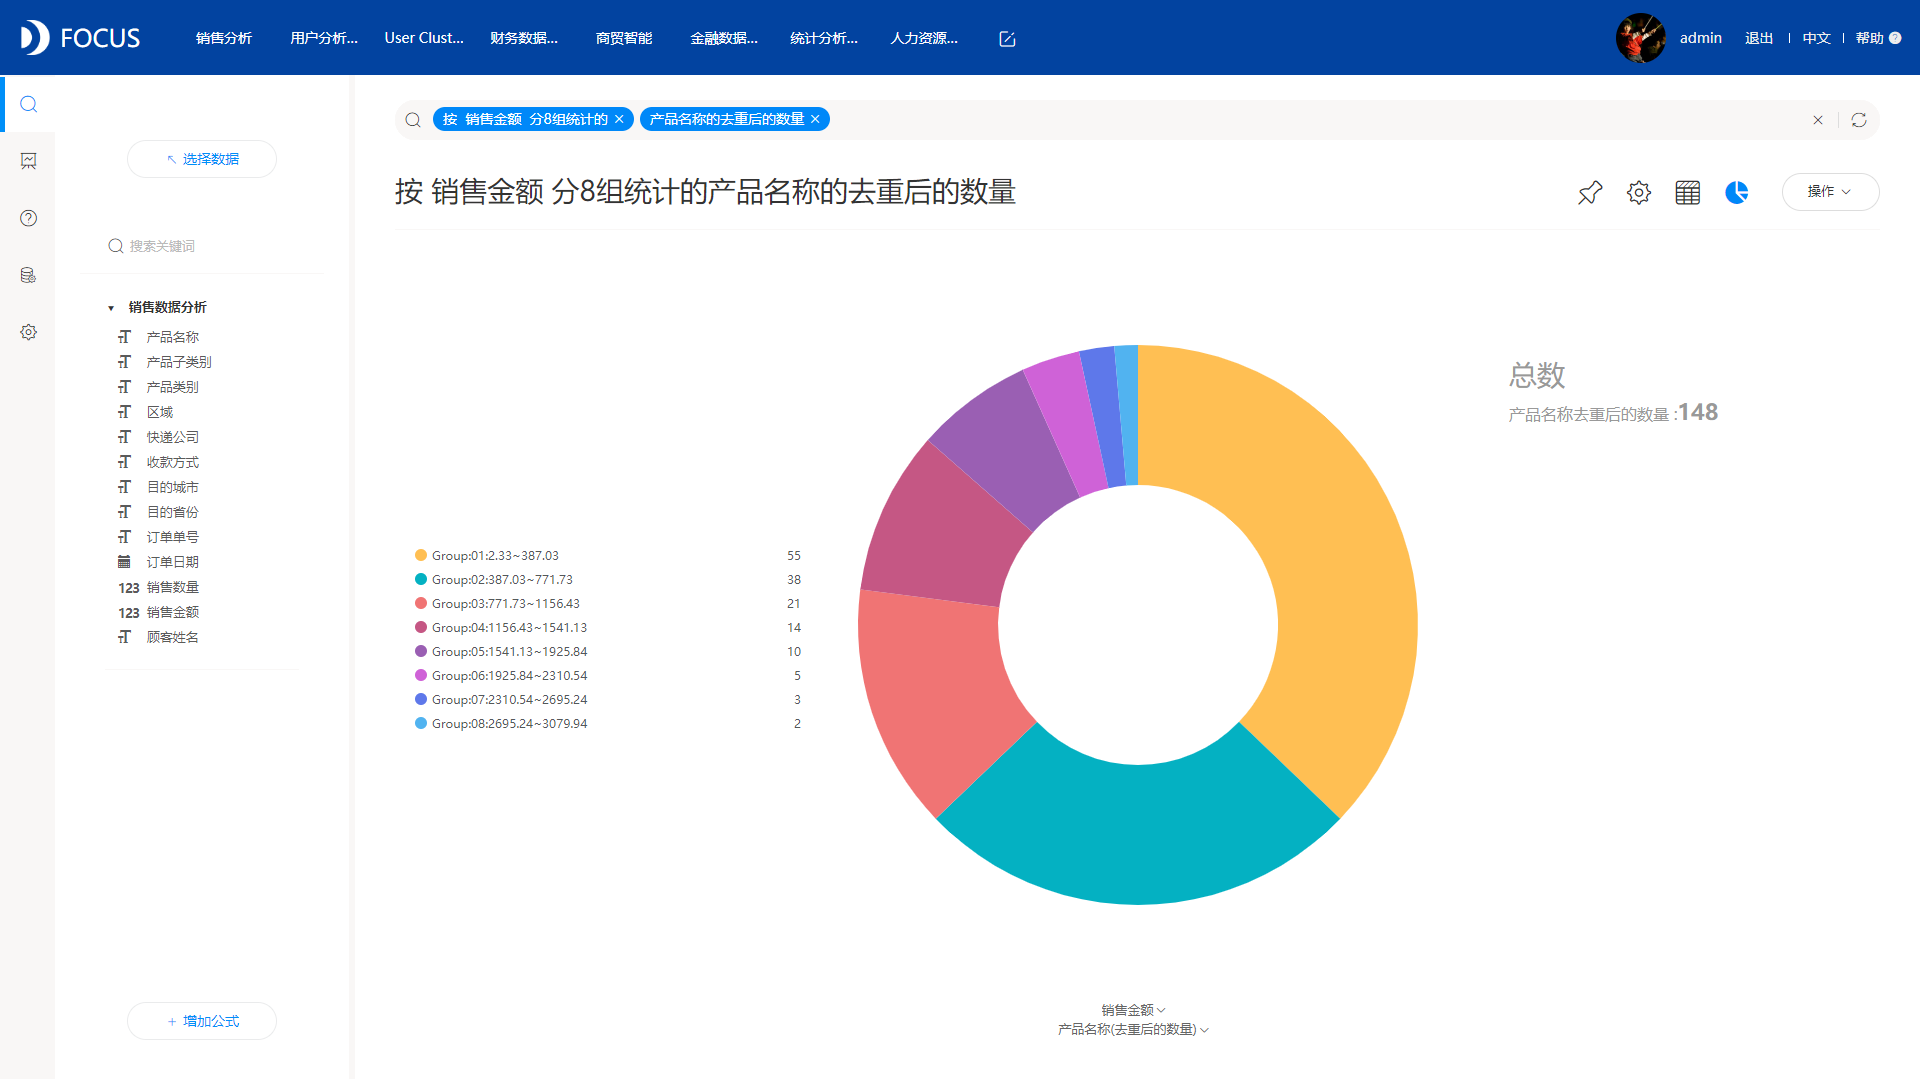 FOCUS 销售分析 用户分析... User Clust... 财务数据... 商贸智能 金融数据... 统计分析... 人力资源... admin 退出 中文 帮助 ?
按 销售金额 分8组统计的 × 产品名称的去重后的数量 ×
选择数据
按 销售金额 分8组统计的产品名称的去重后的数量
操作
搜索关键词
销售数据分析
产品名称
产品子类别
产品类别
区域
快递公司
收款方式
目的城市
目的省份
订单单号
订单日期
123 销售数量
123 销售金额
顾客姓名
+ 增加公式
Group:01:2.33~387.03 55
Group:02:387.03~771.73 38
Group:03:771.73~1156.43 21
Group:04:1156.43~1541.13 14
Group:05:1541.13~1925.84 10
Group:06:1925.84~2310.54 5
Group:07:2310.54~2695.24 3
Group:08:2695.24~3079.94 2
总数
产品名称去重后的数量 :148
销售金额
产品名称(去重后的数量)